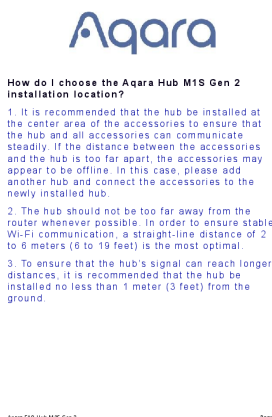 Aqara
How do I choose the Aqara Hub M1S Gen 2
installation location?
1. It is recommended that the hub be installed at
the center area of the accessories to ensure that
the hub and all accessories can communicate
steadily. If the distance between the accessories
and the hub is too far apart, the accessories may
appear to be offline. In this case, please add
another hub and connect the accessories to the
newly installed hub.
2. The hub should not be too far away from the
router whenever possible. In order to ensure stable
Wi-Fi communication, a straight-line distance of 2
to 6 meters (6 to 19 feet) is the most optimal.
3. To ensure that the hub's signal can reach longer
distances, it is recommended that the hub be
installed no less than 1 meter (3 feet) from the
ground.